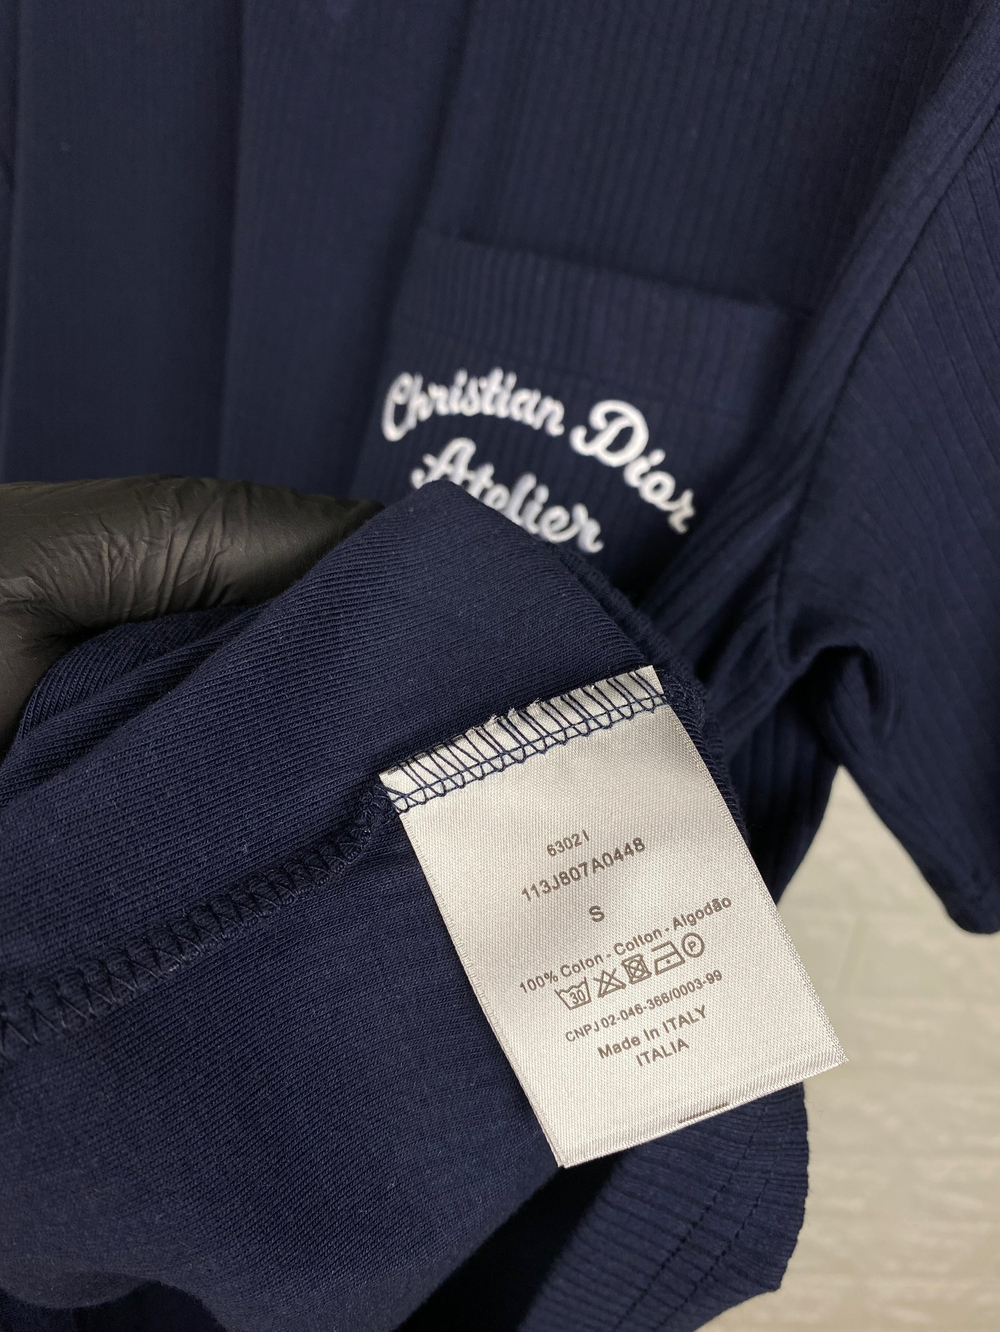 Christian Dior
Atelier
63021
113J807A0448
S
100% Coton - Cotton - Algodão
30 P
CNPJ 02-046-366/0003-99
Made In ITALY
ITALIA